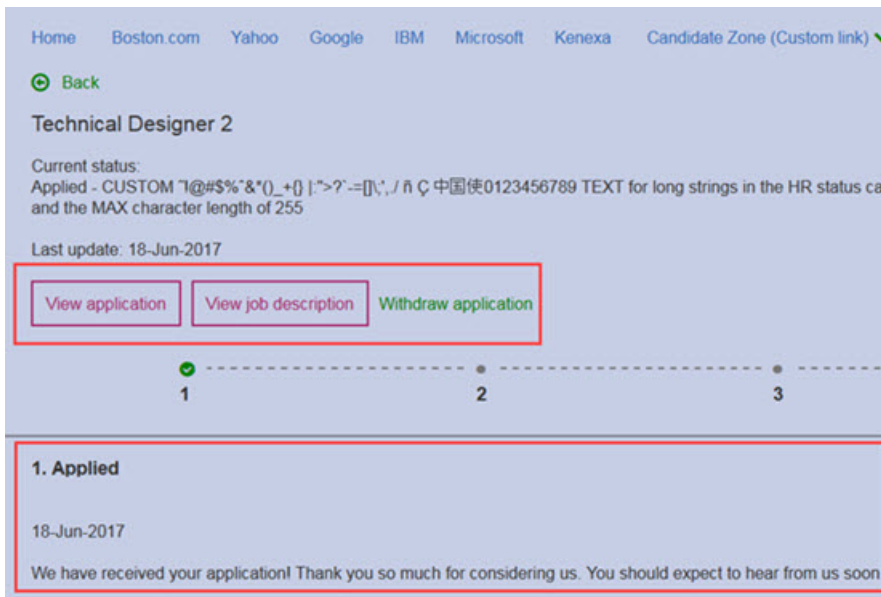 Home Boston.com Yahoo Google IBM Microsoft Kenexa Candidate Zone (Custom link)
Back
Technical Designer 2
Current status:
Applied - CUSTOM ~!@#$%^&*()_+{} |:">?`-=[]\;',./ ñ Ç 中国使0123456789 TEXT for long strings in the HR status ca
and the MAX character length of 255
Last update: 18-Jun-2017
View application View job description Withdraw application
1 2 3
1. Applied
18-Jun-2017
We have received your application! Thank you so much for considering us. You should expect to hear from us soon